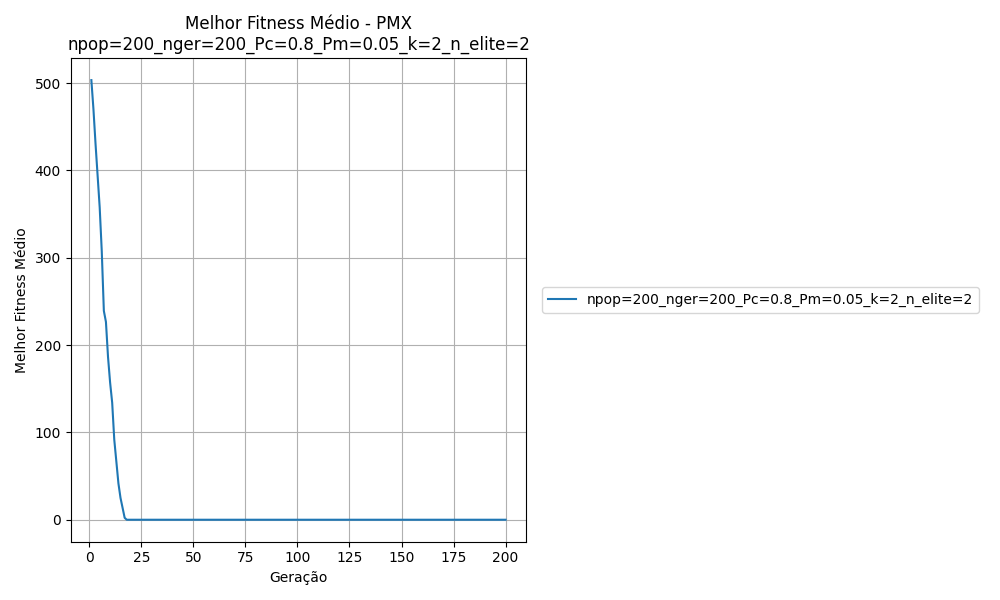 Melhor Fitness Médio - PMX
npop=200_nger=200_Pc=0.8_Pm=0.05_k=2_n_elite=2
500
400
300
200
100
0
Melhor Fitness Médio
0 25 50 75 100 125 150 175 200
Geração
npop=200_nger=200_Pc=0.8_Pm=0.05_k=2_n_elite=2